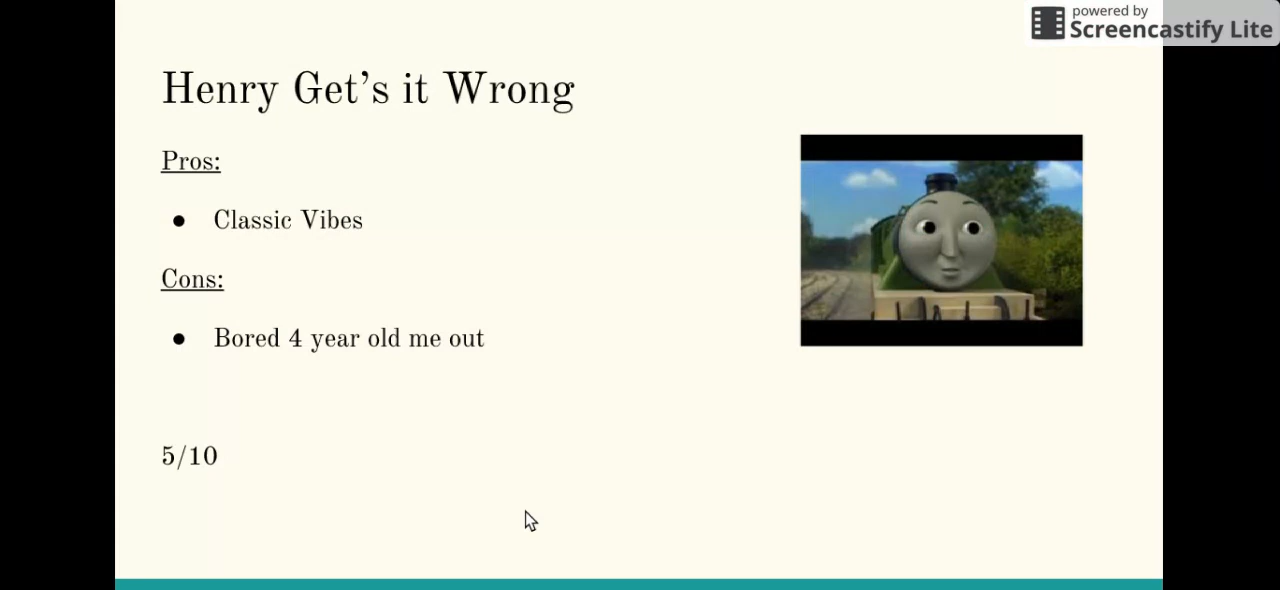 powered by
Screencastify Lite
Henry Get's it Wrong
Pros:
● Classic Vibes
Cons:
● Bored 4 year old me out
5/10